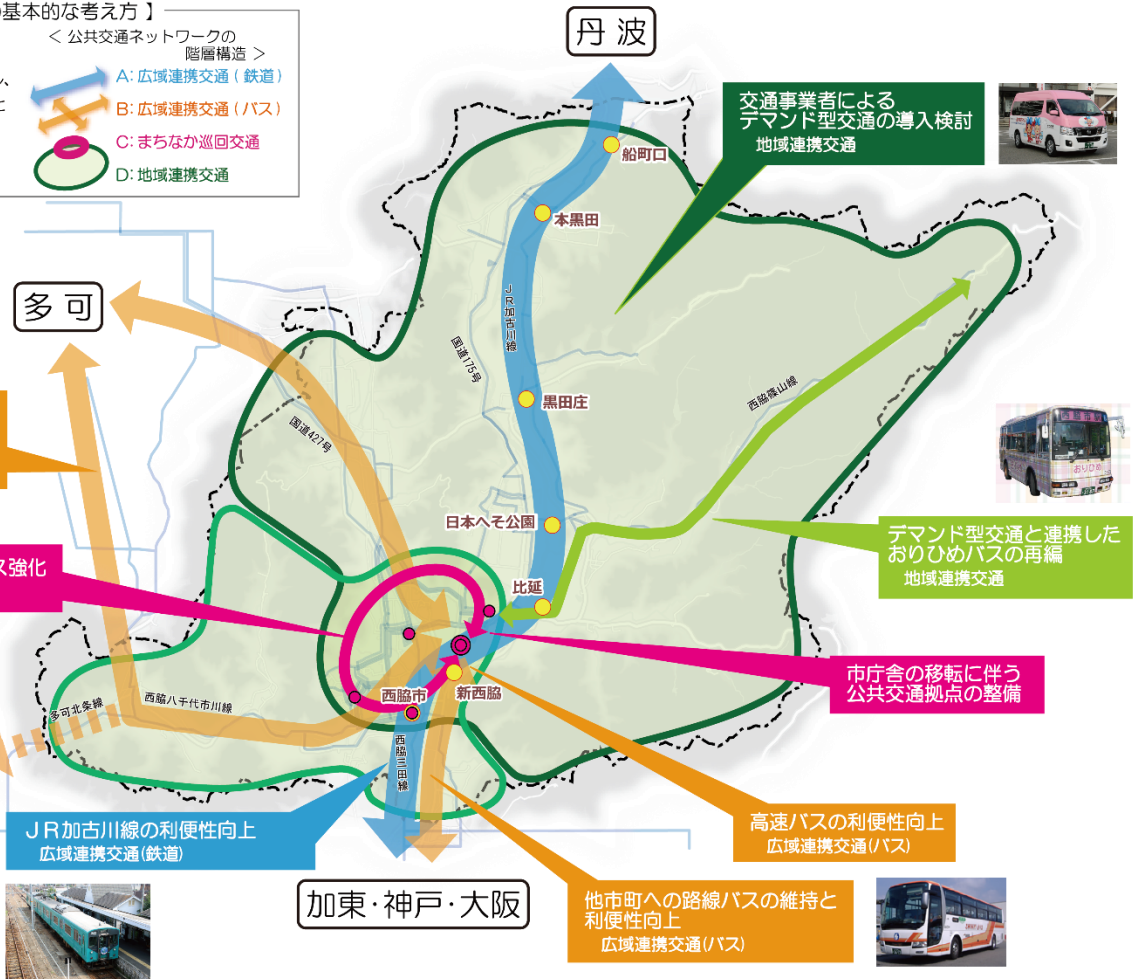 の基本的な考え方 】
< 公共交通ネットワークの
階層構造 >
A: 広域連携交通 ( 鉄道 )
B: 広域連携交通 ( バス )
C: まちなか巡回交通
D: 地域連携交通
丹 波
交通事業者による
デマンド型交通の導入検討
地域連携交通
船町口
本黒田
多 可
JR加古川線
国道175号
黒田庄
西脇篠山線
国道427号
おりひめ
日本へそ公園
デマンド型交通と連携した
おりひめバスの再編
地域連携交通
ス強化
比延
市庁舎の移転に伴う
公共交通拠点の整備
西脇市
新西脇
西脇八千代市川線
多可北条線
西脇三田線
JR加古川線の利便性向上
広域連携交通(鉄道)
高速バスの利便性向上
広域連携交通(バス)
加東・神戸・大阪
他市町への路線バスの維持と
利便性向上
広域連携交通(バス)